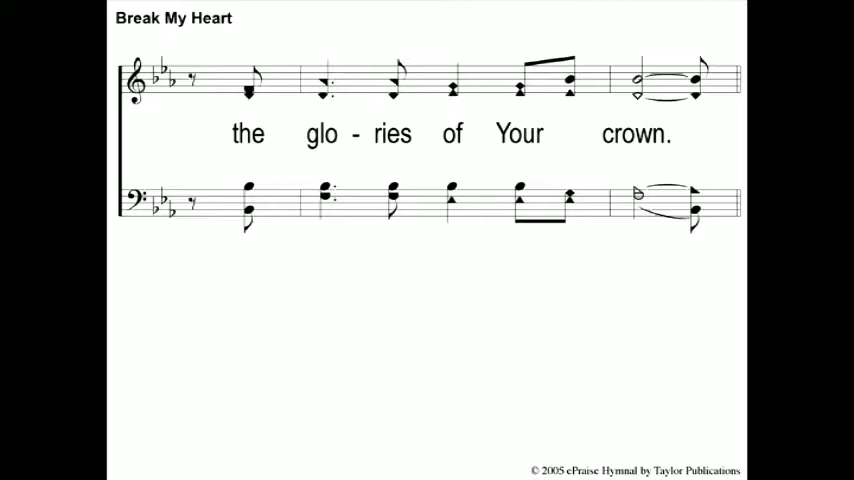 Break My Heart
the glo - ries of Your crown.
© 2005 ePraise Hymnal by Taylor Publications